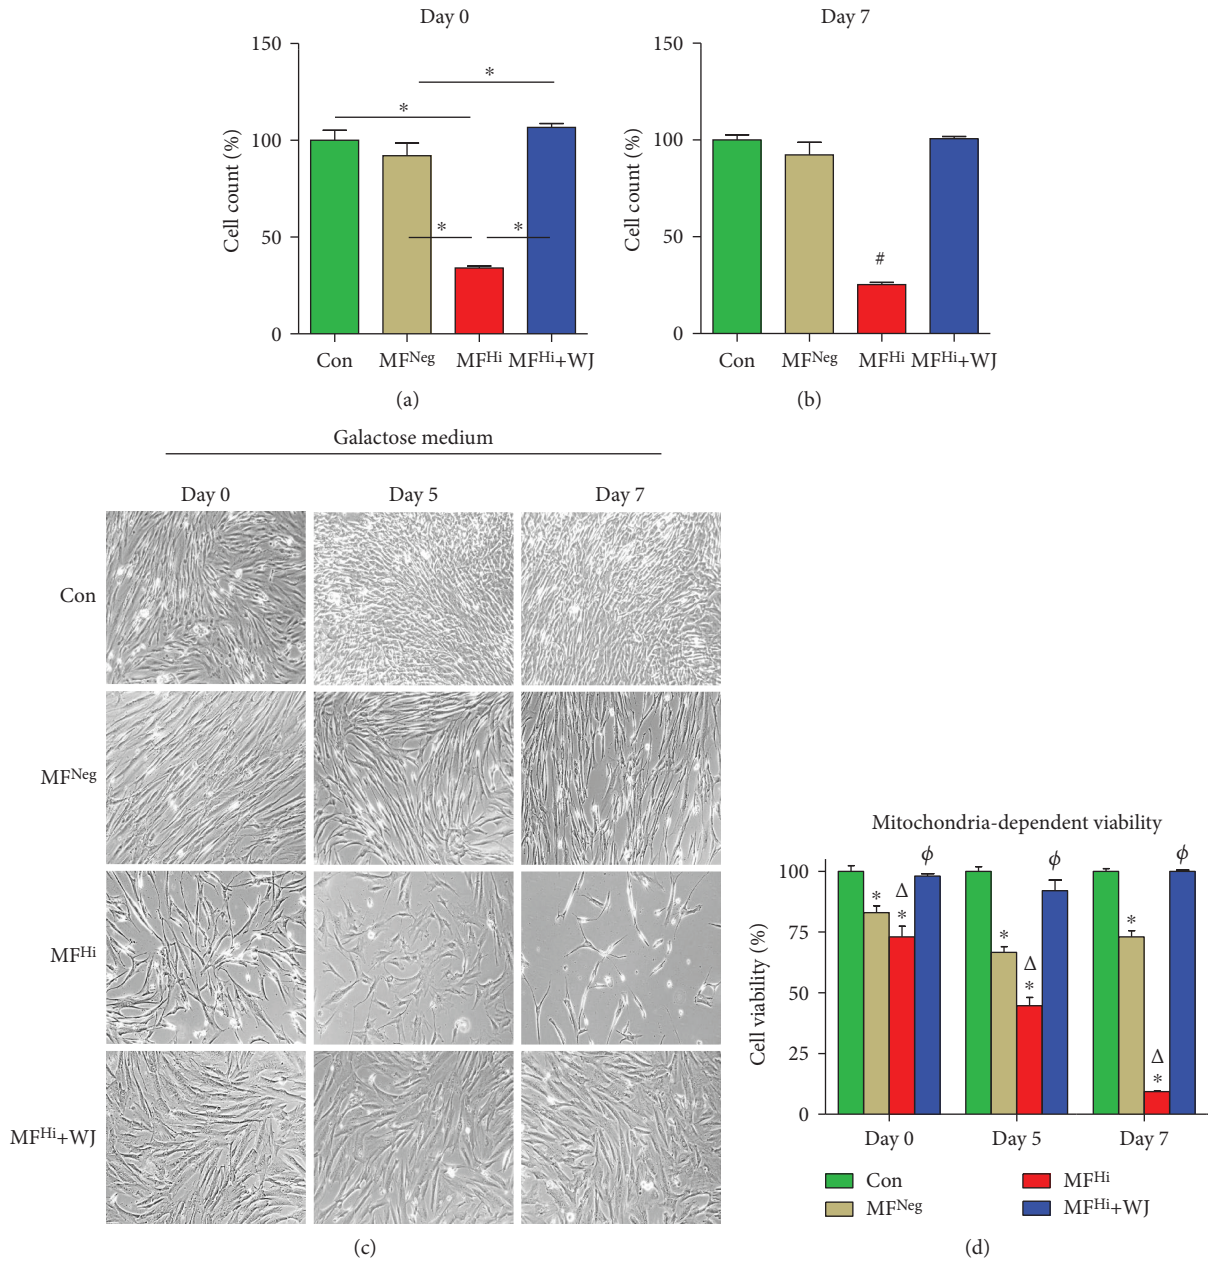 Day 0
150
100
50
0
Cell count (%)
*
*
*
*
Con
MFNeg
MFHi
MFHi+WJ
(a)
Day 7
150
100
50
0
Cell count (%)
#
Con
MFNeg
MFHi
MFHi+WJ
(b)
Galactose medium
Day 0
Day 5
Day 7
Con
MFNeg
MFHi
MFHi+WJ
(c)
Mitochondria-dependent viability
100
75
50
25
0
Cell viability (%)
*
Δ
*
ϕ
*
Δ
*
ϕ
*
Δ
*
ϕ
Day 0
Day 5
Day 7
Con
MFNeg
MFHi
MFHi+WJ
(d)